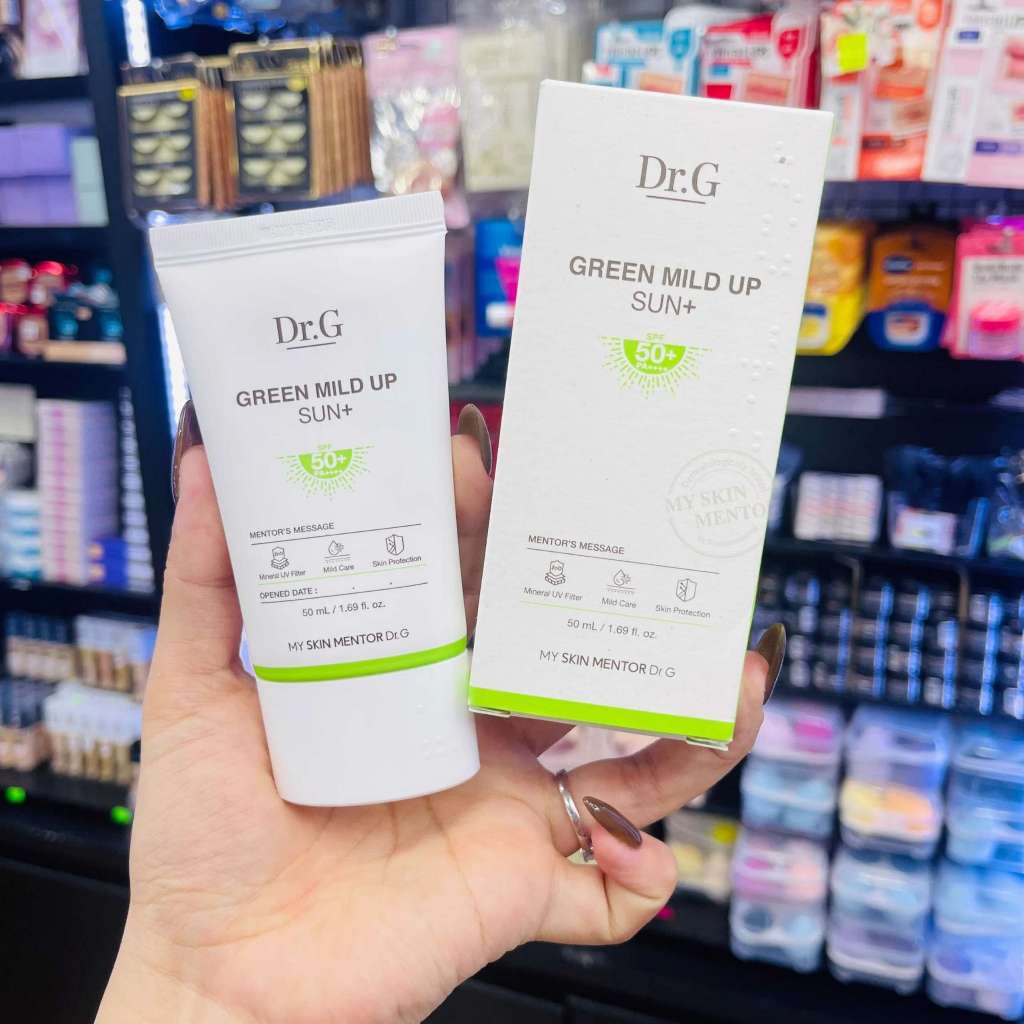 Dr.G
GREEN MILD UP
SUN+
SPF
50+
PA++++
MENTOR'S MESSAGE
Mineral UV Filter
Mild Care
Skin Protection
OPENED DATE :
50 mL / 1.69 fl. oz.
MY SKIN MENTOR Dr.G
Dr.G
GREEN MILD UP
SUN+
SPF
50+
PA++++
MY SKIN
MENTO
MENTOR'S MESSAGE
Mineral UV Filter
Mild Care
Skin Protection
50 mL / 1.69 fl. oz.
MY SKIN MENTOR Dr.G